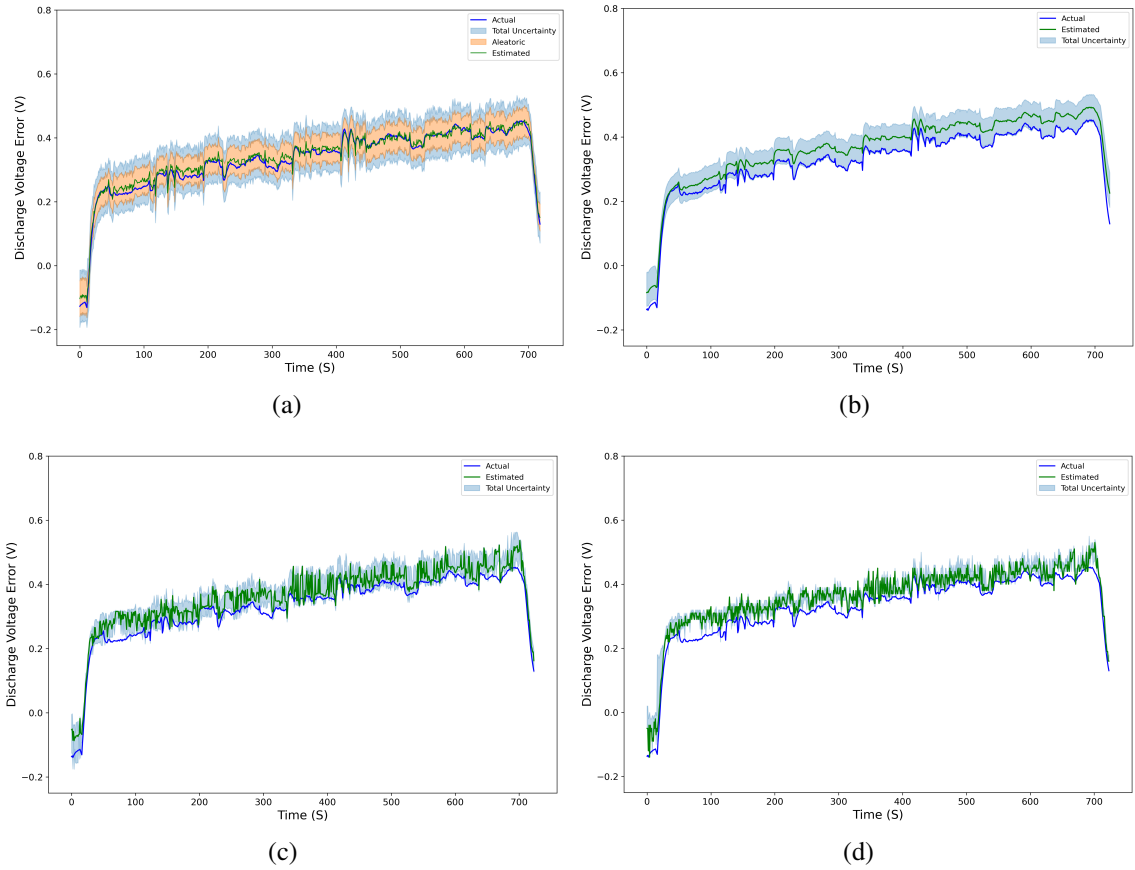 0.8
0.6
0.4
0.2
0.0
−0.2
Discharge Voltage Error (V)
0 100 200 300 400 500 600 700
Time (S)
Actual
Total Uncertainty
Aleatoric
Estimated
(a)
0.8
0.6
0.4
0.2
0.0
−0.2
Discharge Voltage Error (V)
0 100 200 300 400 500 600 700
Time (S)
Actual
Estimated
Total Uncertainty
(b)
0.8
0.6
0.4
0.2
0.0
−0.2
Discharge Voltage Error (V)
0 100 200 300 400 500 600 700
Time (S)
Actual
Estimated
Total Uncertainty
(c)
0.8
0.6
0.4
0.2
0.0
−0.2
Discharge Voltage Error (V)
0 100 200 300 400 500 600 700
Time (S)
Actual
Estimated
Total Uncertainty
(d)